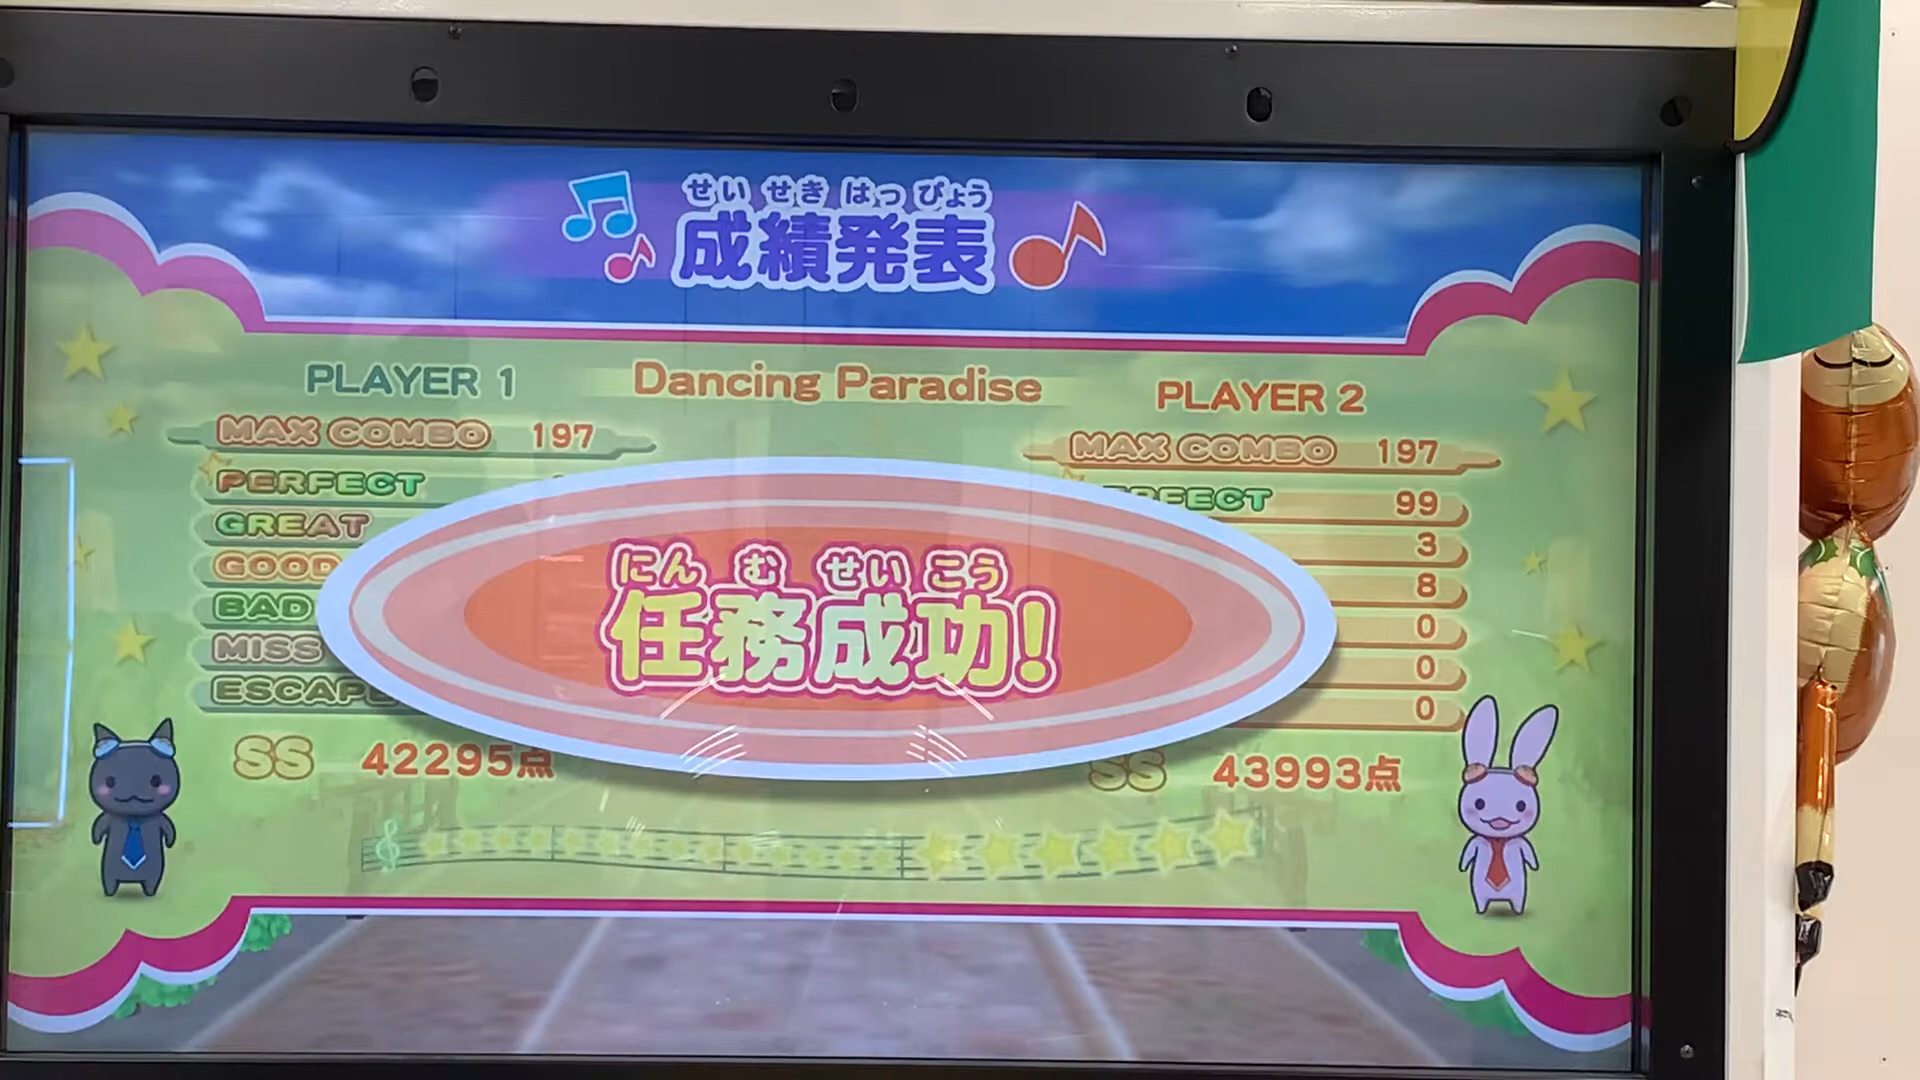 せい せき はっ ぴょう
成績発表
PLAYER 1
Dancing Paradise
PLAYER 2
MAX COMBO 197
MAX COMBO 197
PERFECT
99
GREAT
3
GOOD
8
BAD
0
MISS
0
ESCAPE
0
にん む せい こう
任務成功!
SS 42295点
SS 43993点